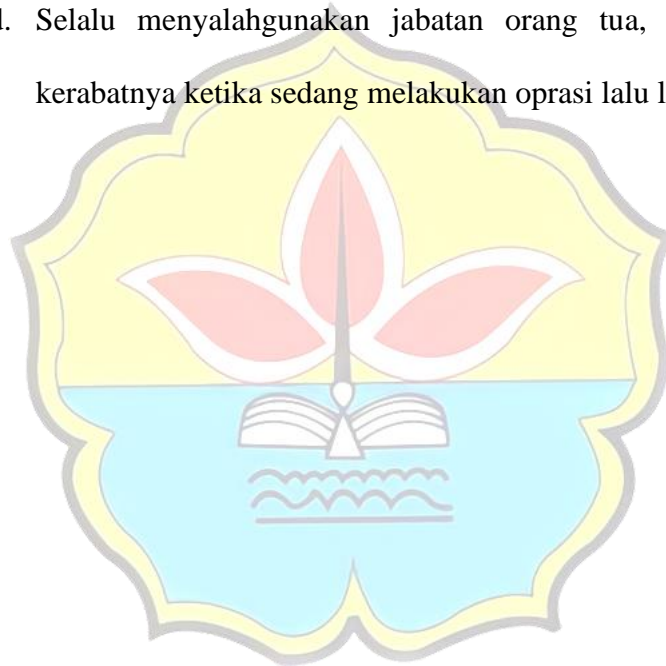 Selalu menyalahgunakan jabatan orang tua,
kerabatnya ketika sedang melakukan oprasi lalu